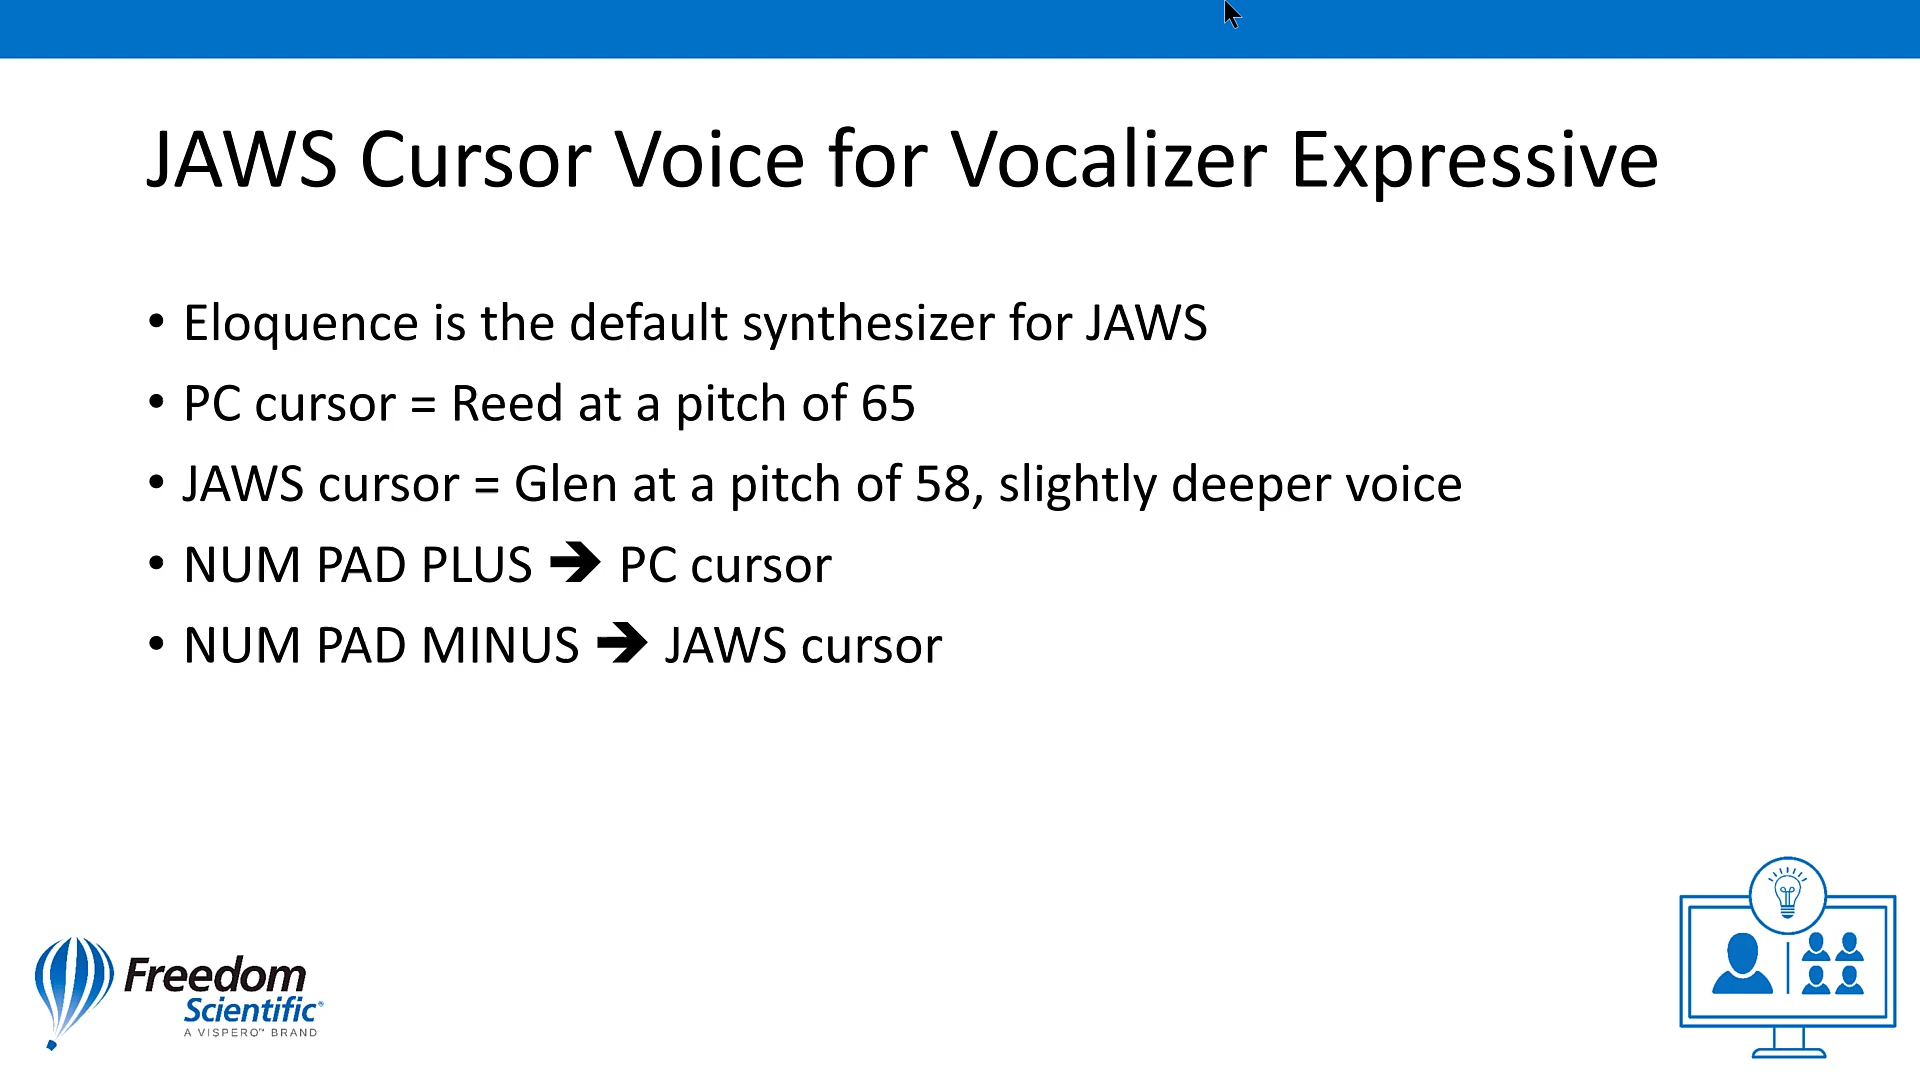 JAWS Cursor Voice for Vocalizer Expressive
• Eloquence is the default synthesizer for JAWS
• PC cursor = Reed at a pitch of 65
• JAWS cursor = Glen at a pitch of 58, slightly deeper voice
• NUM PAD PLUS 🡪 PC cursor
• NUM PAD MINUS 🡪 JAWS cursor
Freedom
Scientific®
A VISPERO™ BRAND